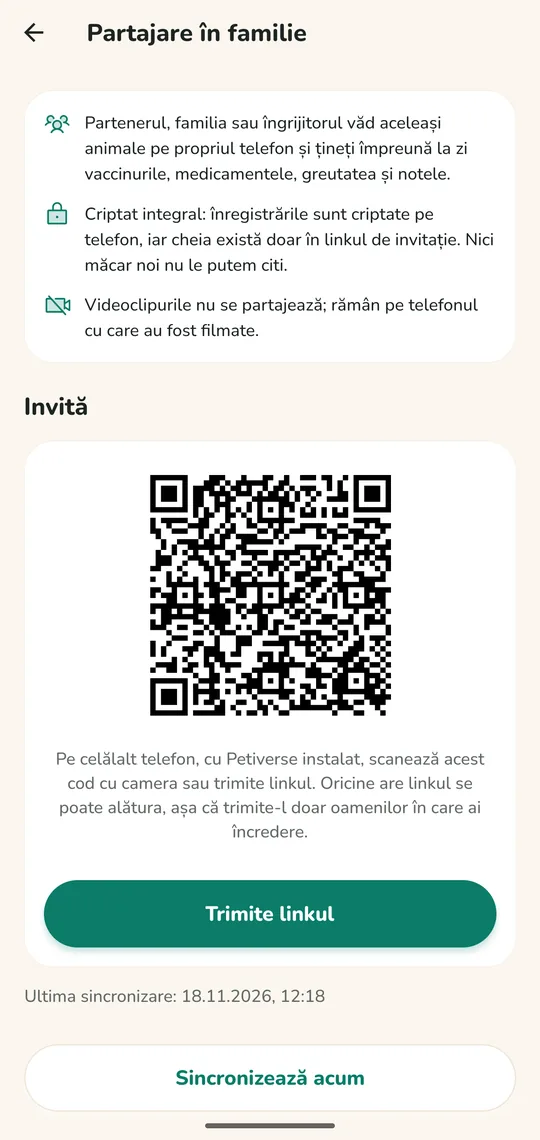 Partajare în familie
Partenerul, familia sau îngrijitorul văd aceleași
animale pe propriul telefon și țineți împreună la zi
vaccinurile, medicamentele, greutatea și notele.
Criptat integral: înregistrările sunt criptate pe
telefon, iar cheia există doar în linkul de invitație. Nici
măcar noi nu le putem citi.
Videoclipurile nu se partajează; rămân pe telefonul
cu care au fost filmate.
Invită
Pe celălalt telefon, cu Petiverse instalat, scanează acest
cod cu camera sau trimite linkul. Oricine are linkul se
poate alătura, așa că trimite-l doar oamenilor în care ai
încredere.
Trimite linkul
Ultima sincronizare: 18.11.2026, 12:18
Sincronizează acum